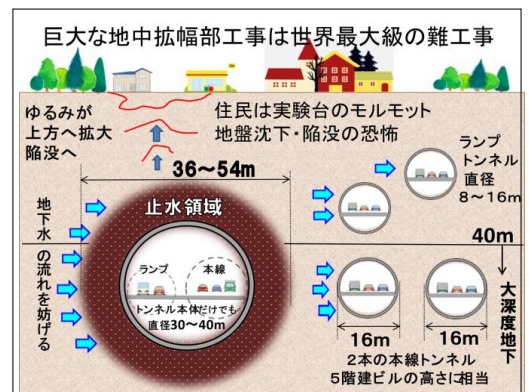 巨大な地中拡幅部工事は世界最大級の難工事
ゆるみが
上方へ拡大
陥没へ
住民は実験台のモルモット
地盤沈下・陥没の恐怖
36～54m
ランプ
トンネル
直径
8～16m
止水領域
地下水の流れを妨げる
ランプ
本線
トンネル本体だけでも
直径30～40m
40m
大深度地下
16m
16m
2本の本線トンネル
5階建ビルの高さに相当